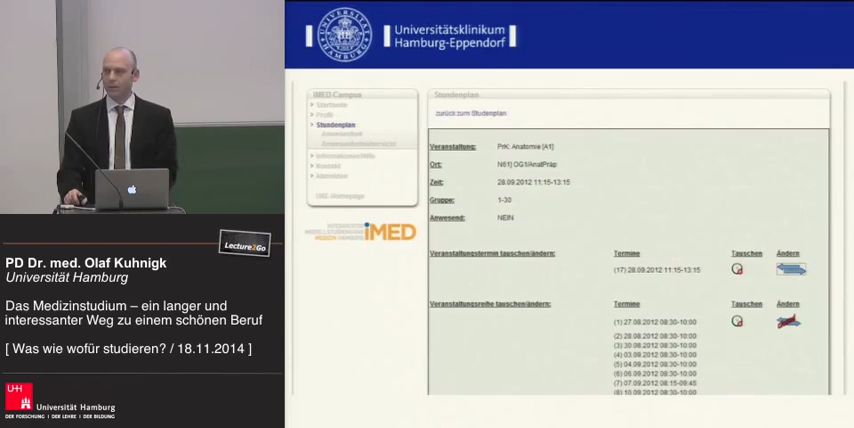 Lecture2Go
PD Dr. med. Olaf Kuhnigk
Universität Hamburg
Das Medizinstudium – ein langer und
interessanter Weg zu einem schönen Beruf
[ Was wie wofür studieren? / 18.11.2014 ]
UH
Universität Hamburg
DER FORSCHUNG I DER LEHRE I DER BILDUNG
Universitätsklinikum
Hamburg-Eppendorf
iMED-Campus
Startseite
Profil
Stundenplan
Informationen/Hilfe
Kontakt
Abmelden
UKE-Homepage
iMED
Stundenplan
zurück zum Studenplan
Veranstaltung: PrK: Anatomie [A1]
Ort: N61] OG1/AnatPräp
Zeit: 28.09.2012 11:15-13:15
Gruppe: 1-30
Anwesend: NEIN
Veranstaltungstermin tauschen/ändern: Termine Tauschen Ändern
(17) 28.09.2012 11:15-13:15
Veranstaltungsreihe tauschen/ändern: Termine Tauschen Ändern
(1) 27.08.2012 08:30-10:00
(2) 28.08.2012 08:30-10:00
(3) 30.08.2012 08:30-10:00
(4) 03.09.2012 08:30-10:00
(5) 04.09.2012 08:30-10:00
(6) 06.09.2012 08:30-10:00
(7) 07.09.2012 08:15-09:45
(8) 10.09.2012 08:30-10:00